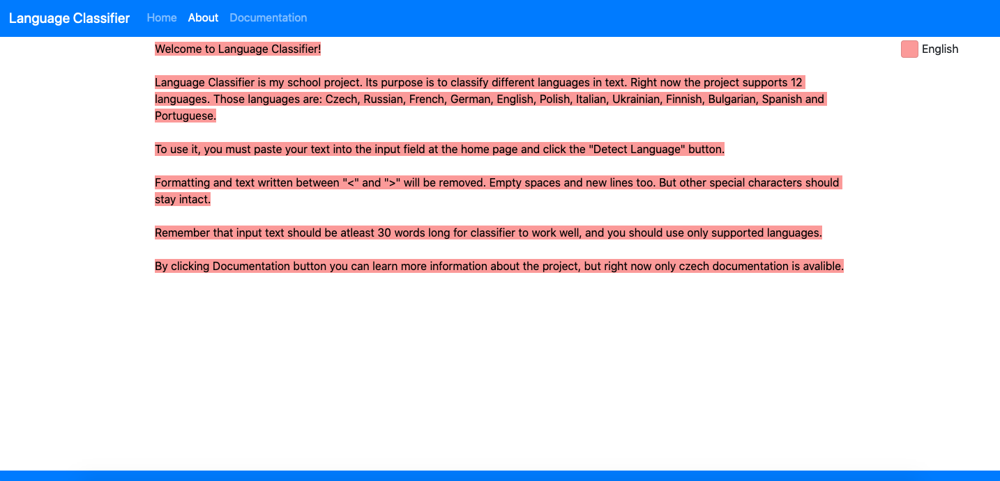 Language Classifier Home About Documentation
Welcome to Language Classifier!
English
Language Classifier is my school project. Its purpose is to classify different languages in text. Right now the project supports 12
languages. Those languages are: Czech, Russian, French, German, English, Polish, Italian, Ukrainian, Finnish, Bulgarian, Spanish and
Portuguese.
To use it, you must paste your text into the input field at the home page and click the "Detect Language" button.
Formatting and text written between "<" and ">" will be removed. Empty spaces and new lines too. But other special characters should
stay intact.
Remember that input text should be atleast 30 words long for classifier to work well, and you should use only supported languages.
By clicking Documentation button you can learn more information about the project, but right now only czech documentation is avalible.